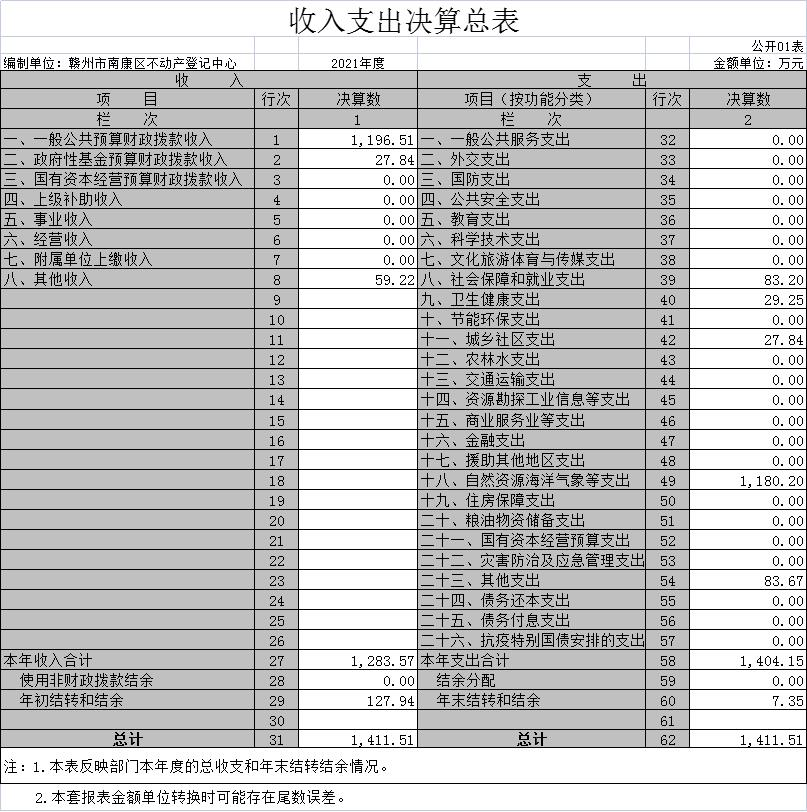 收入支出决算总表
公开01表
编制单位：赣州市南康区不动产登记中心 2021年度 金额单位：万元
收 入 支 出
项 目 行次 决算数 项目（按功能分类） 行次 决算数
栏 次 1 栏 次 2
一、一般公共预算财政拨款收入 1 1,196.51 一、一般公共服务支出 32 0.00
二、政府性基金预算财政拨款收入 2 27.84 二、外交支出 33 0.00
三、国有资本经营预算财政拨款收入 3 0.00 三、国防支出 34 0.00
四、上级补助收入 4 0.00 四、公共安全支出 35 0.00
五、事业收入 5 0.00 五、教育支出 36 0.00
六、经营收入 6 0.00 六、科学技术支出 37 0.00
七、附属单位上缴收入 7 0.00 七、文化旅游体育与传媒支出 38 0.00
八、其他收入 8 59.22 八、社会保障和就业支出 39 83.20
9 九、卫生健康支出 40 29.25
10 十、节能环保支出 41 0.00
11 十一、城乡社区支出 42 27.84
12 十二、农林水支出 43 0.00
13 十三、交通运输支出 44 0.00
14 十四、资源勘探工业信息等支出 45 0.00
15 十五、商业服务业等支出 46 0.00
16 十六、金融支出 47 0.00
17 十七、援助其他地区支出 48 0.00
18 十八、自然资源海洋气象等支出 49 1,180.20
19 十九、住房保障支出 50 0.00
20 二十、粮油物资储备支出 51 0.00
21 二十一、国有资本经营预算支出 52 0.00
22 二十二、灾害防治及应急管理支出 53 0.00
23 二十三、其他支出 54 83.67
24 二十四、债务还本支出 55 0.00
25 二十五、债务付息支出 56 0.00
26 二十六、抗疫特别国债安排的支出 57 0.00
本年收入合计 27 1,283.57 本年支出合计 58 1,404.15
使用非财政拨款结余 28 0.00 结余分配 59 0.00
年初结转和结余 29 127.94 年末结转和结余 60 7.35
30 61
总计 31 1,411.51 总计 62 1,411.51
注：1.本表反映部门本年度的总收支和年末结转结余情况。
2.本套报表金额单位转换时可能存在尾数误差。